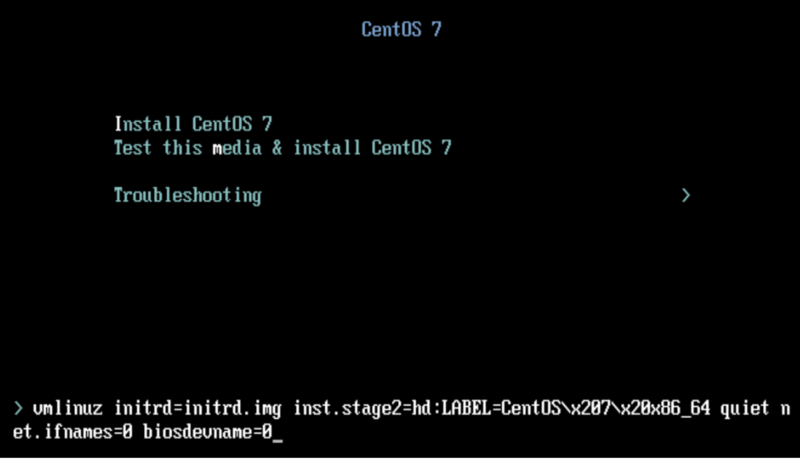 CentOS 7
Install CentOS 7
Test this media & install CentOS 7
Troubleshooting >
> vmlinuz initrd=initrd.img inst.stage2=hd:LABEL=CentOS\x207\x20x86_64 quiet n
et.ifnames=0 biosdevname=0_